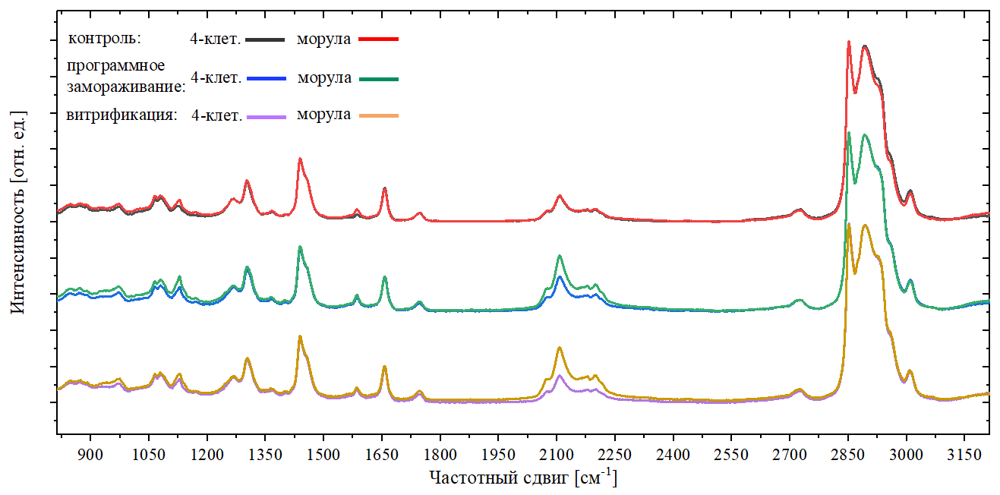 контроль: 4-клет. морула
программное
замораживание: 4-клет. морула
витрификация: 4-клет. морула
Интенсивность [отн. ед.]
900 1050 1200 1350 1500 1650 1800 1950 2100 2250 2400 2550 2700 2850 3000 3150
Частотный сдвиг [см⁻¹]